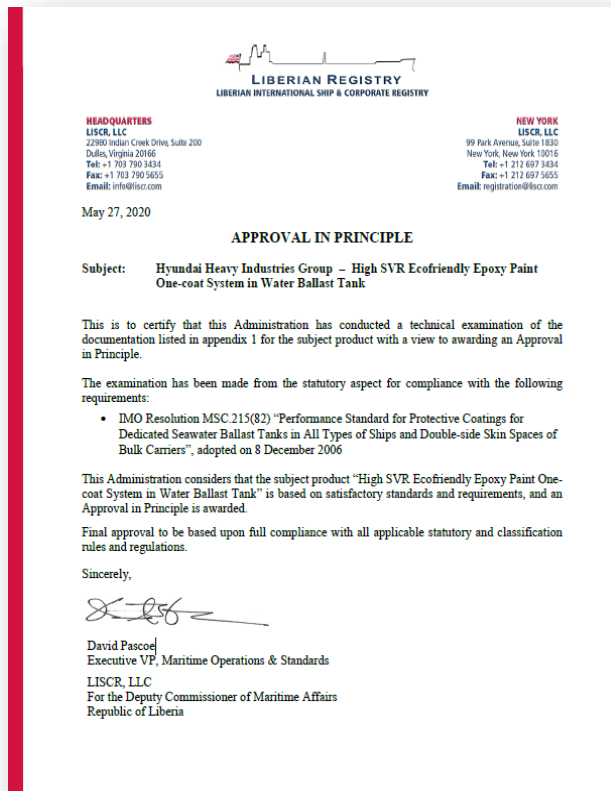 LIBERIAN REGISTRY
LIBERIAN INTERNATIONAL SHIP & CORPORATE REGISTRY
HEADQUARTERS
LISCR, LLC
22980 Indian Creek Drive, Suite 200
Dulles, Virginia 20166
Tel: +1 703 790 3434
Fax: +1 703 790 5655
Email: info@liscr.com
NEW YORK
LISCR, LLC
99 Park Avenue, Suite 1830
New York, New York 10016
Tel: +1 212 697 3434
Fax: +1 212 697 5655
Email: registration@liscr.com
May 27, 2020
APPROVAL IN PRINCIPLE
Subject: Hyundai Heavy Industries Group – High SVR Ecofriendly Epoxy Paint
One-coat System in Water Ballast Tank
This is to certify that this Administration has conducted a technical examination of the
documentation listed in appendix 1 for the subject product with a view to awarding an Approval
in Principle.
The examination has been made from the statutory aspect for compliance with the following
requirements:
• IMO Resolution MSC.215(82) “Performance Standard for Protective Coatings for
Dedicated Seawater Ballast Tanks in All Types of Ships and Double-side Skin Spaces of
Bulk Carriers”, adopted on 8 December 2006
This Administration considers that the subject product “High SVR Ecofriendly Epoxy Paint One-
coat System in Water Ballast Tank” is based on satisfactory standards and requirements, and an
Approval in Principle is awarded.
Final approval to be based upon full compliance with all applicable statutory and classification
rules and regulations.
Sincerely,
David Pascoe
Executive VP, Maritime Operations & Standards
LISCR, LLC
For the Deputy Commissioner of Maritime Affairs
Republic of Liberia